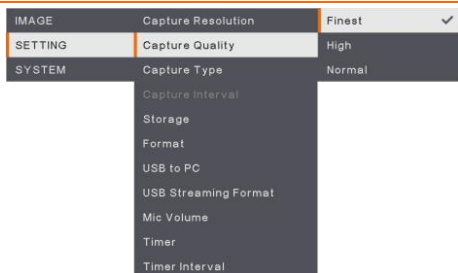 IMAGE
SETTING
SYSTEM
Capture Resolution
Capture Quality
Capture Type
Capture Interval
Storage
Format
USB to PC
USB Streaming Format
Mic Volume
Timer
Timer Interval
Finest
High
Normal